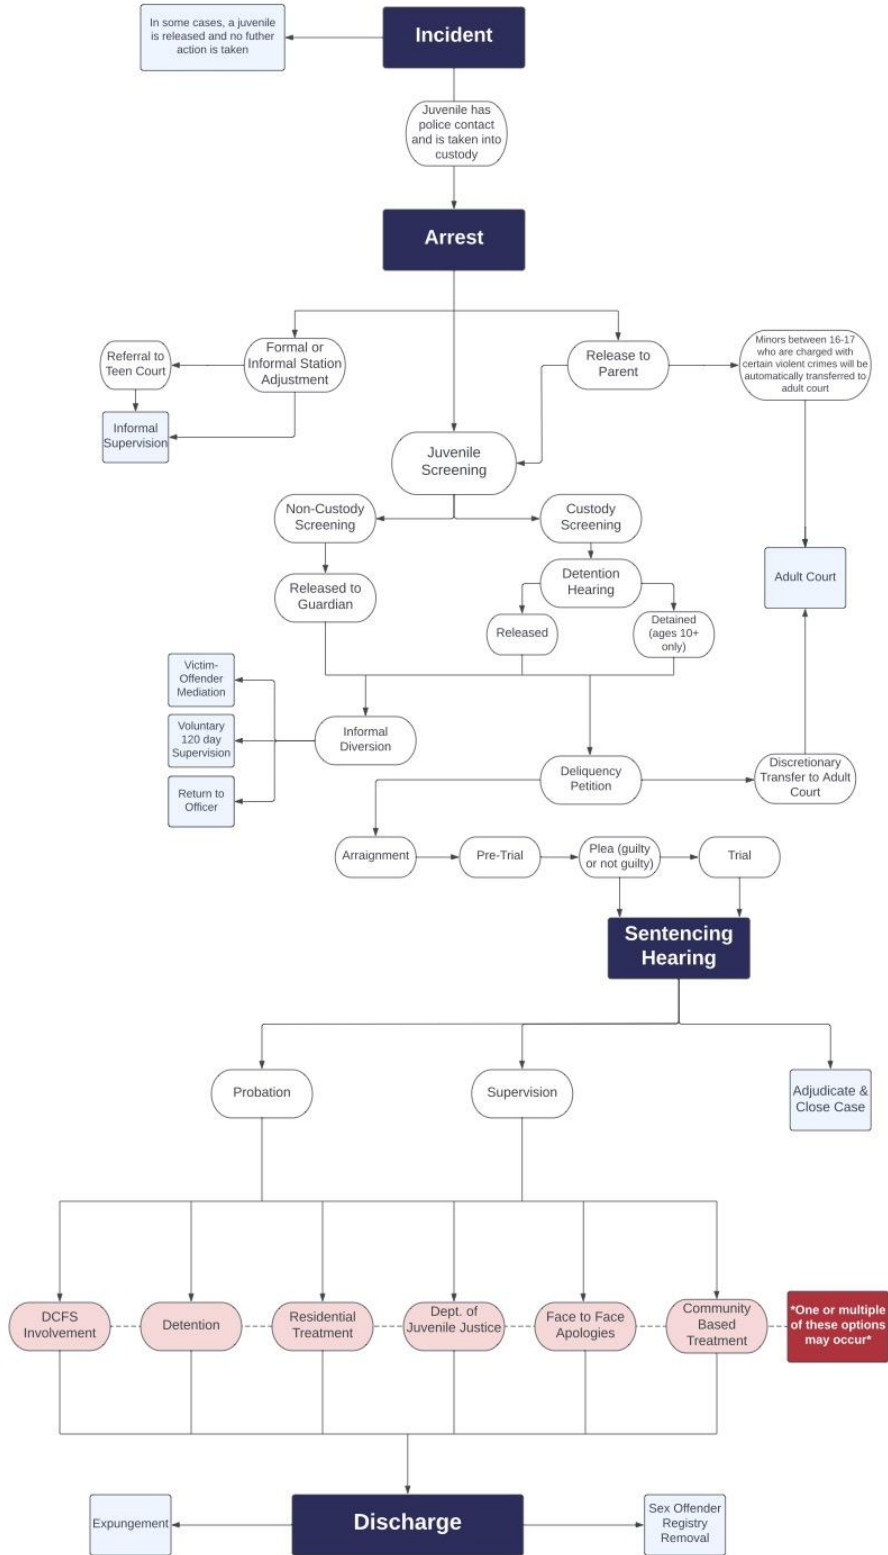 In some cases, a juvenile
is released and no futher
action is taken
Incident
Juvenile has
police contact
and is taken into
custody
Arrest
Referral to
Teen Court
Formal or
Informal Station
Adjustment
Release to
Parent
Minors between 16-17
who are charged with
certain violent crimes will be
automatically transferred to
adult court
Informal
Supervision
Juvenile
Screening
Non-Custody
Screening
Custody
Screening
Released to
Guardian
Detention
Hearing
Adult Court
Released
Detained
(ages 10+
only)
Victim-
Offender
Mediation
Voluntary
120 day
Supervision
Return to
Officer
Informal
Diversion
Deliquency
Petition
Discretionary
Transfer to Adult
Court
Arraignment
Pre-Trial
Plea (guilty
or not guilty)
Trial
Sentencing
Hearing
Probation
Supervision
Adjudicate &
Close Case
DCFS
Involvement
Detention
Residential
Treatment
Dept. of
Juvenile Justice
Face to Face
Apologies
Community
Based
Treatment
*One or multiple
of these options
may occur*
Expungement
Discharge
Sex Offender
Registry
Removal